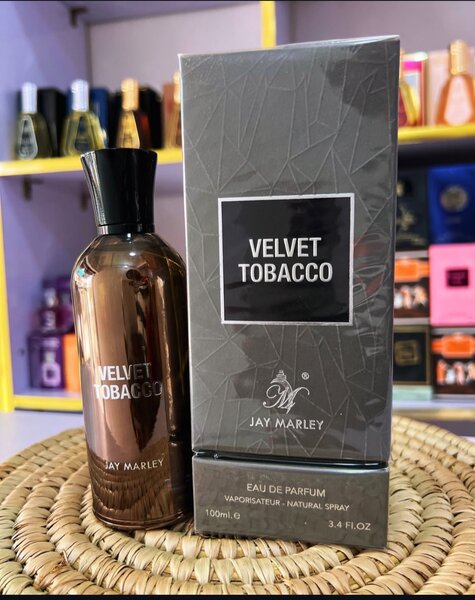 VELVET
TOBACCO
JAY MARLEY
VELVET
TOBACCO
®
JAY MARLEY
EAU DE PARFUM
VAPORISATEUR - NATURAL SPRAY
100ml.e
3.4 FL.OZ